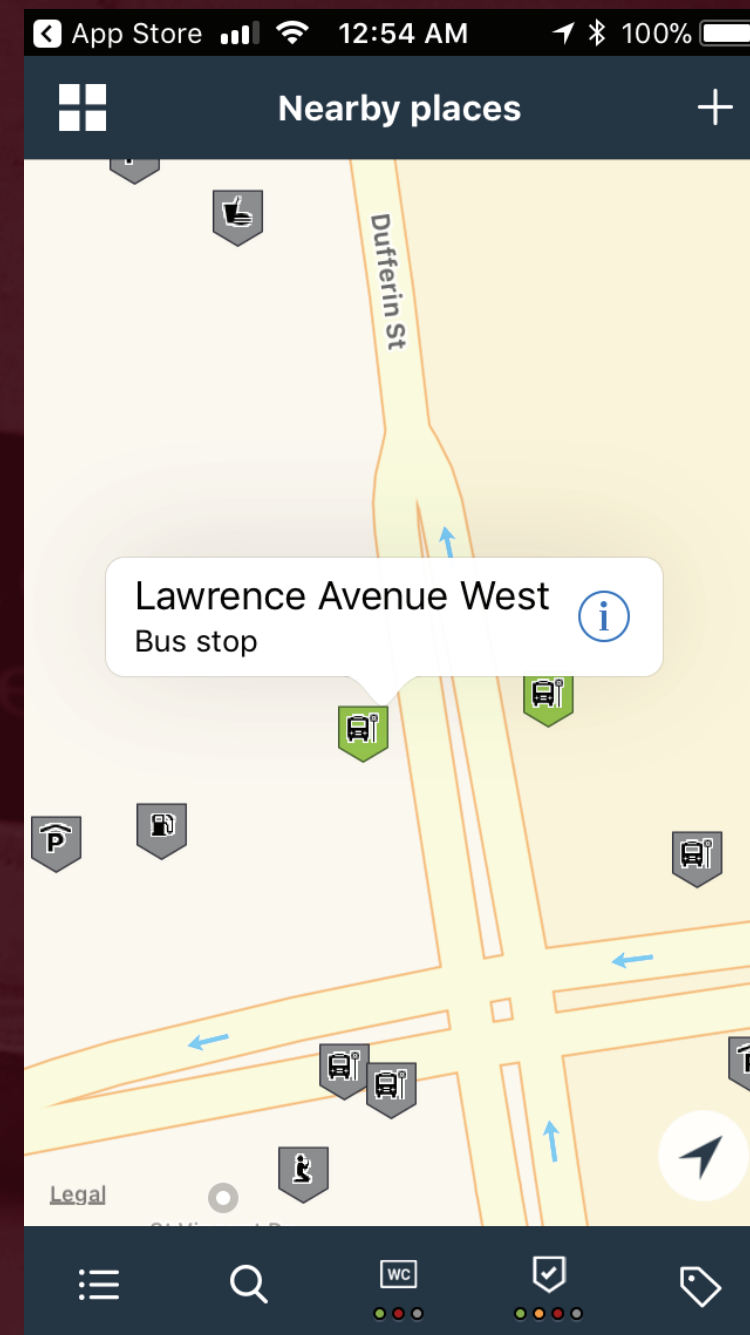 App Store
12:54 AM
100%
Nearby places
Dufferin St
Lawrence Avenue West
Bus stop
i
P
Legal
WC